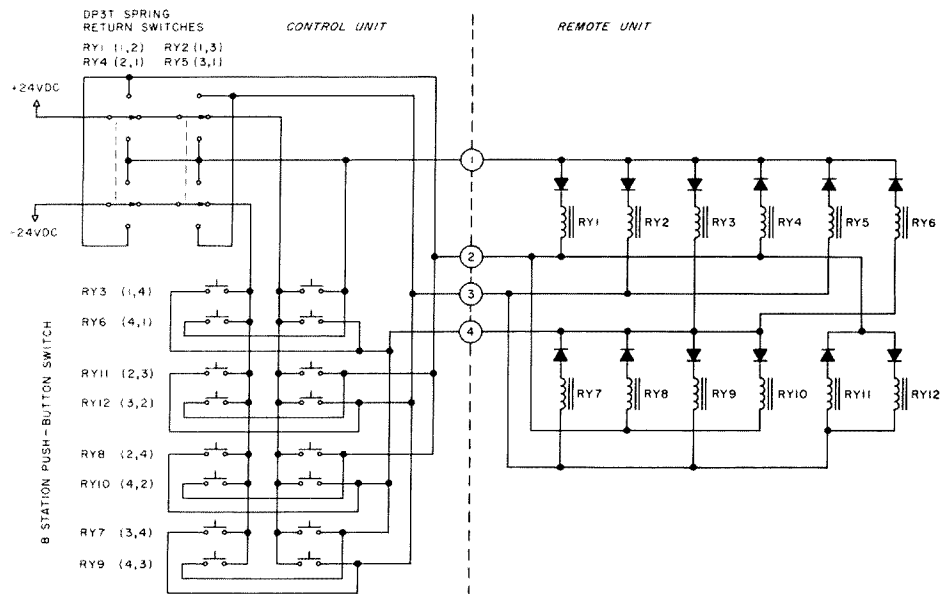 DP3T SPRING
RETURN SWITCHES
RY1 (1,2) RY2 (1,3)
RY4 (2,1) RY5 (3,1)
CONTROL UNIT
REMOTE UNIT
+24VDC
-24VDC
1
2
3
4
RY1
RY2
RY3
RY4
RY5
RY6
RY7
RY8
RY9
RY10
RY11
RY12
8 STATION PUSH-BUTTON SWITCH
RY3 (1,4)
RY6 (4,1)
RY11 (2,3)
RY12 (3,2)
RY8 (2,4)
RY10 (4,2)
RY7 (3,4)
RY9 (4,3)